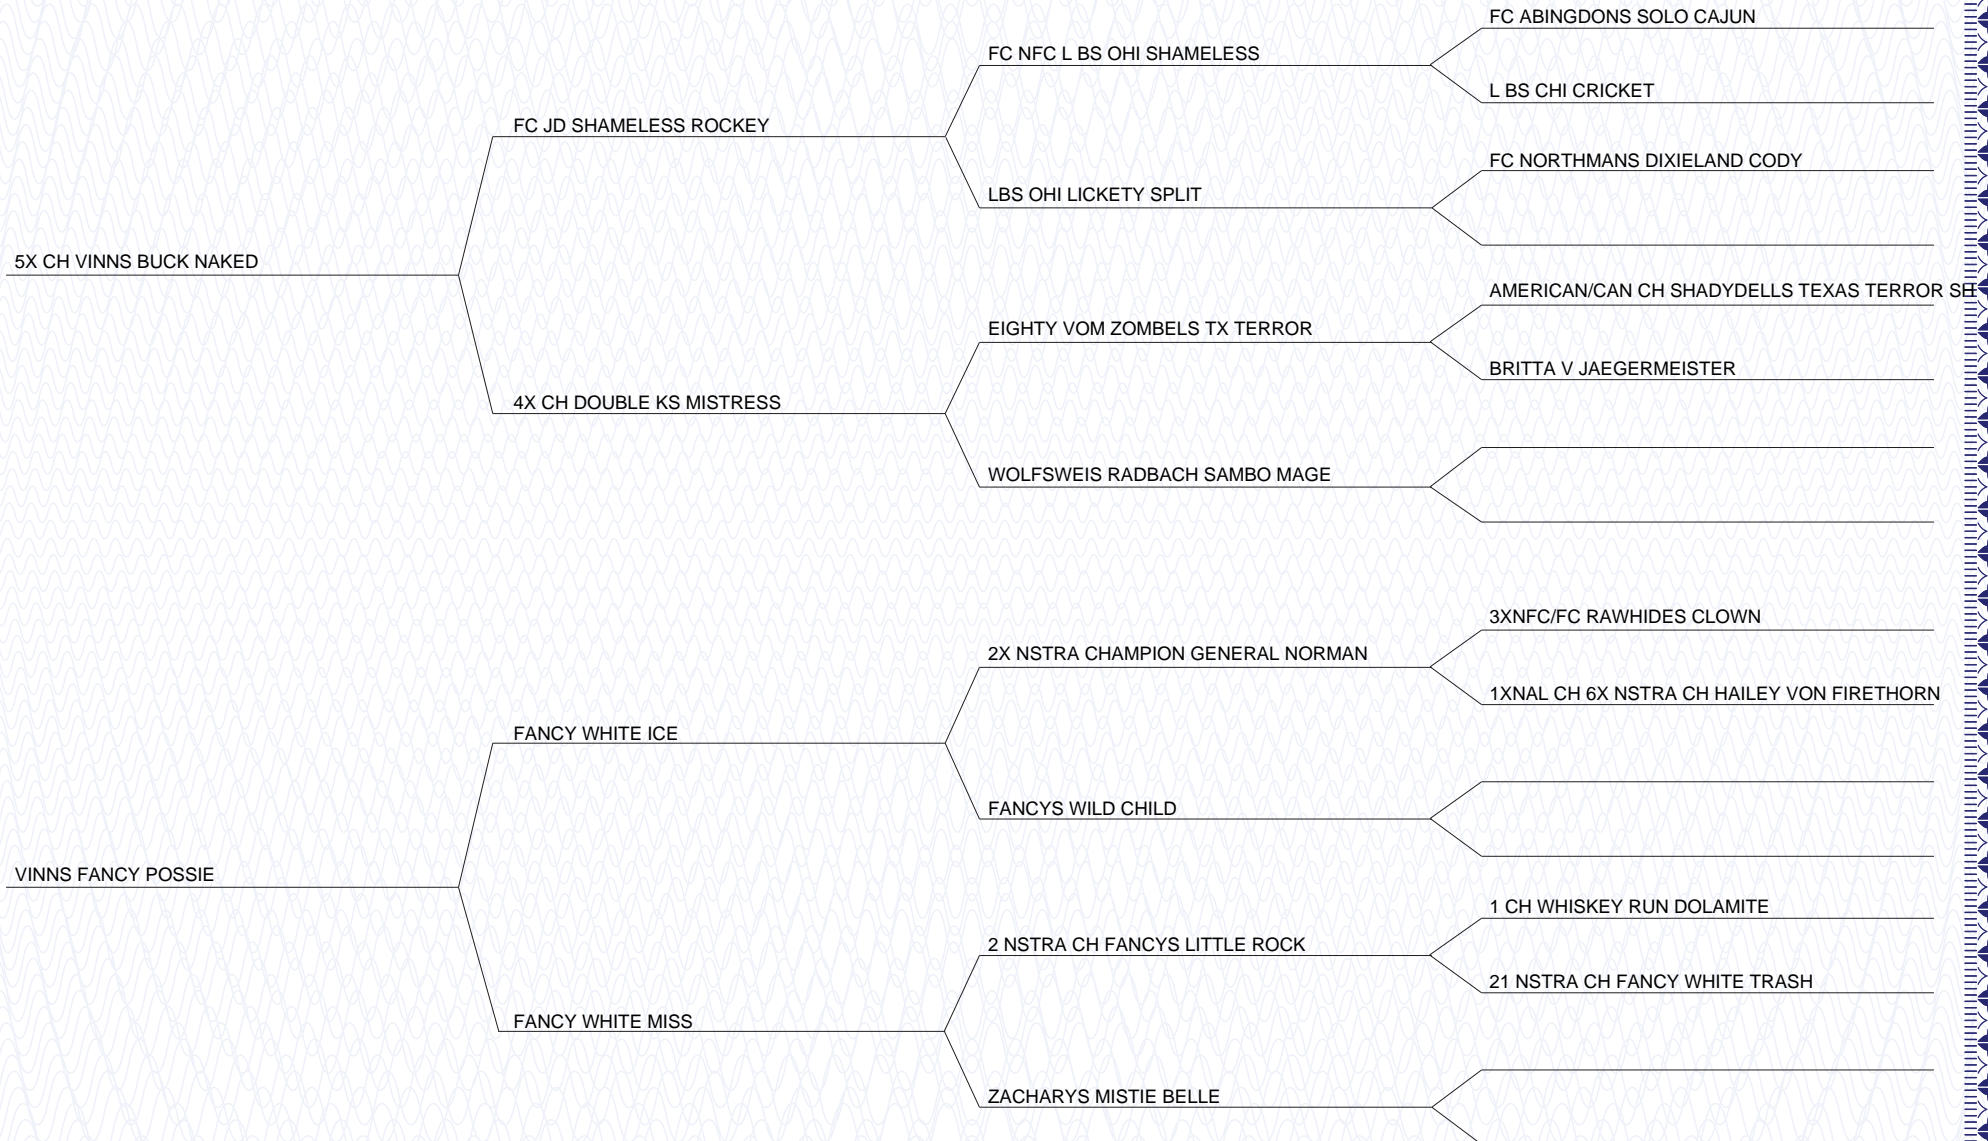 FC ABINGDONS SOLO CAJUN
FC NFC L BS OHI SHAMELESS
L BS CHI CRICKET
FC JD SHAMELESS ROCKEY
FC NORTHMANS DIXIELAND CODY
LBS OHI LICKETY SPLIT
5X CH VINNS BUCK NAKED
AMERICAN/CAN CH SHADYDELLS TEXAS TERROR
EIGHTY VOM ZOMBELS TX TERROR
BRITTA V JAEGERMEISTER
4X CH DOUBLE KS MISTRESS
WOLFSWEIS RADBACH SAMBO MAGE
3XNFC/FC RAWHIDES CLOWN
2X NSTRA CHAMPION GENERAL NORMAN
1XNAL CH 6X NSTRA CH HAILEY VON FIRETHORN
FANCY WHITE ICE
FANCYS WILD CHILD
VINNS FANCY POSSIE
1 CH WHISKEY RUN DOLAMITE
2 NSTRA CH FANCYS LITTLE ROCK
21 NSTRA CH FANCY WHITE TRASH
FANCY WHITE MISS
ZACHARYS MISTIE BELLE